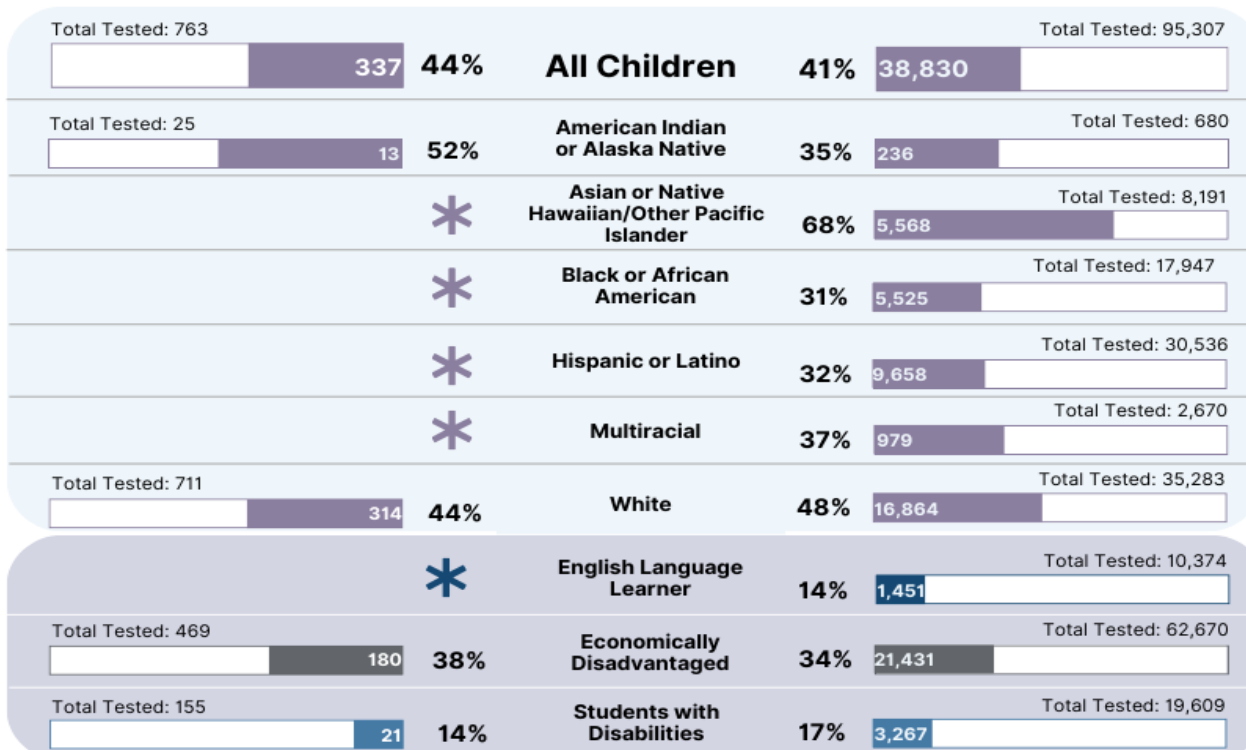 Total Tested: 763
337 44% All Children 41% 38,830
Total Tested: 95,307
Total Tested: 25
13 52% American Indian
or Alaska Native 35% 236
Total Tested: 680
* Asian or Native
Hawaiian/Other Pacific
Islander 68% 5,568
Total Tested: 8,191
* Black or African
American 31% 5,525
Total Tested: 17,947
* Hispanic or Latino 32% 9,658
Total Tested: 30,536
* Multiracial 37% 979
Total Tested: 2,670
Total Tested: 711
314 44% White 48% 16,864
Total Tested: 35,283
* English Language
Learner 14% 1,451
Total Tested: 10,374
Total Tested: 469
180 38% Economically
Disadvantaged 34% 21,431
Total Tested: 62,670
Total Tested: 155
21 14% Students with
Disabilities 17% 3,267
Total Tested: 19,609